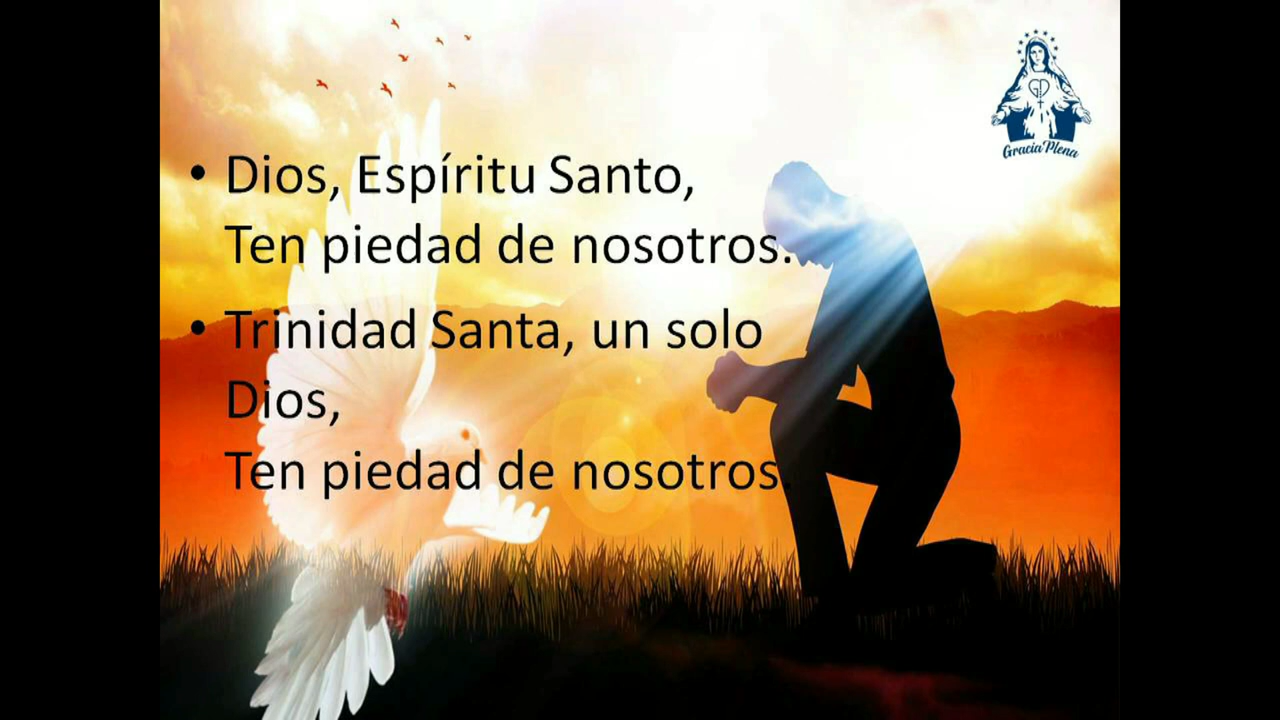 Gracia Plena
• Dios, Espíritu Santo,
Ten piedad de nosotros.
• Trinidad Santa, un solo
Dios,
Ten piedad de nosotros.